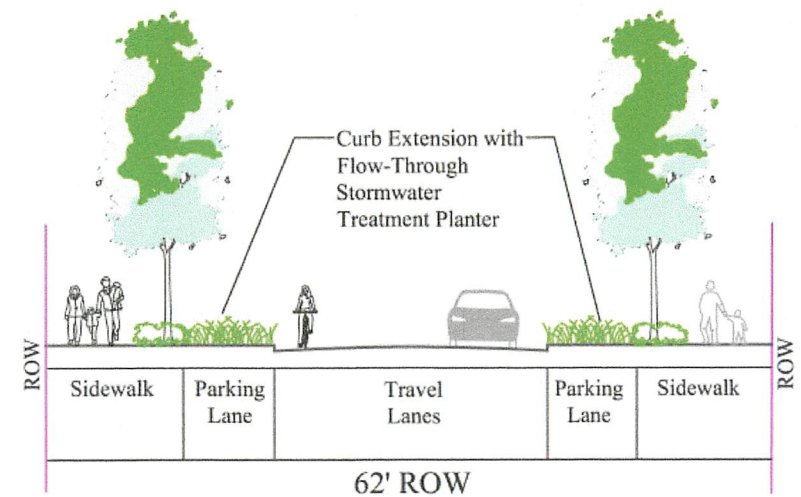 Curb Extension with
Flow-Through
Stormwater
Treatment Planter
ROW
ROW
Sidewalk
Parking
Lane
Travel
Lanes
Parking
Lane
Sidewalk
62' ROW